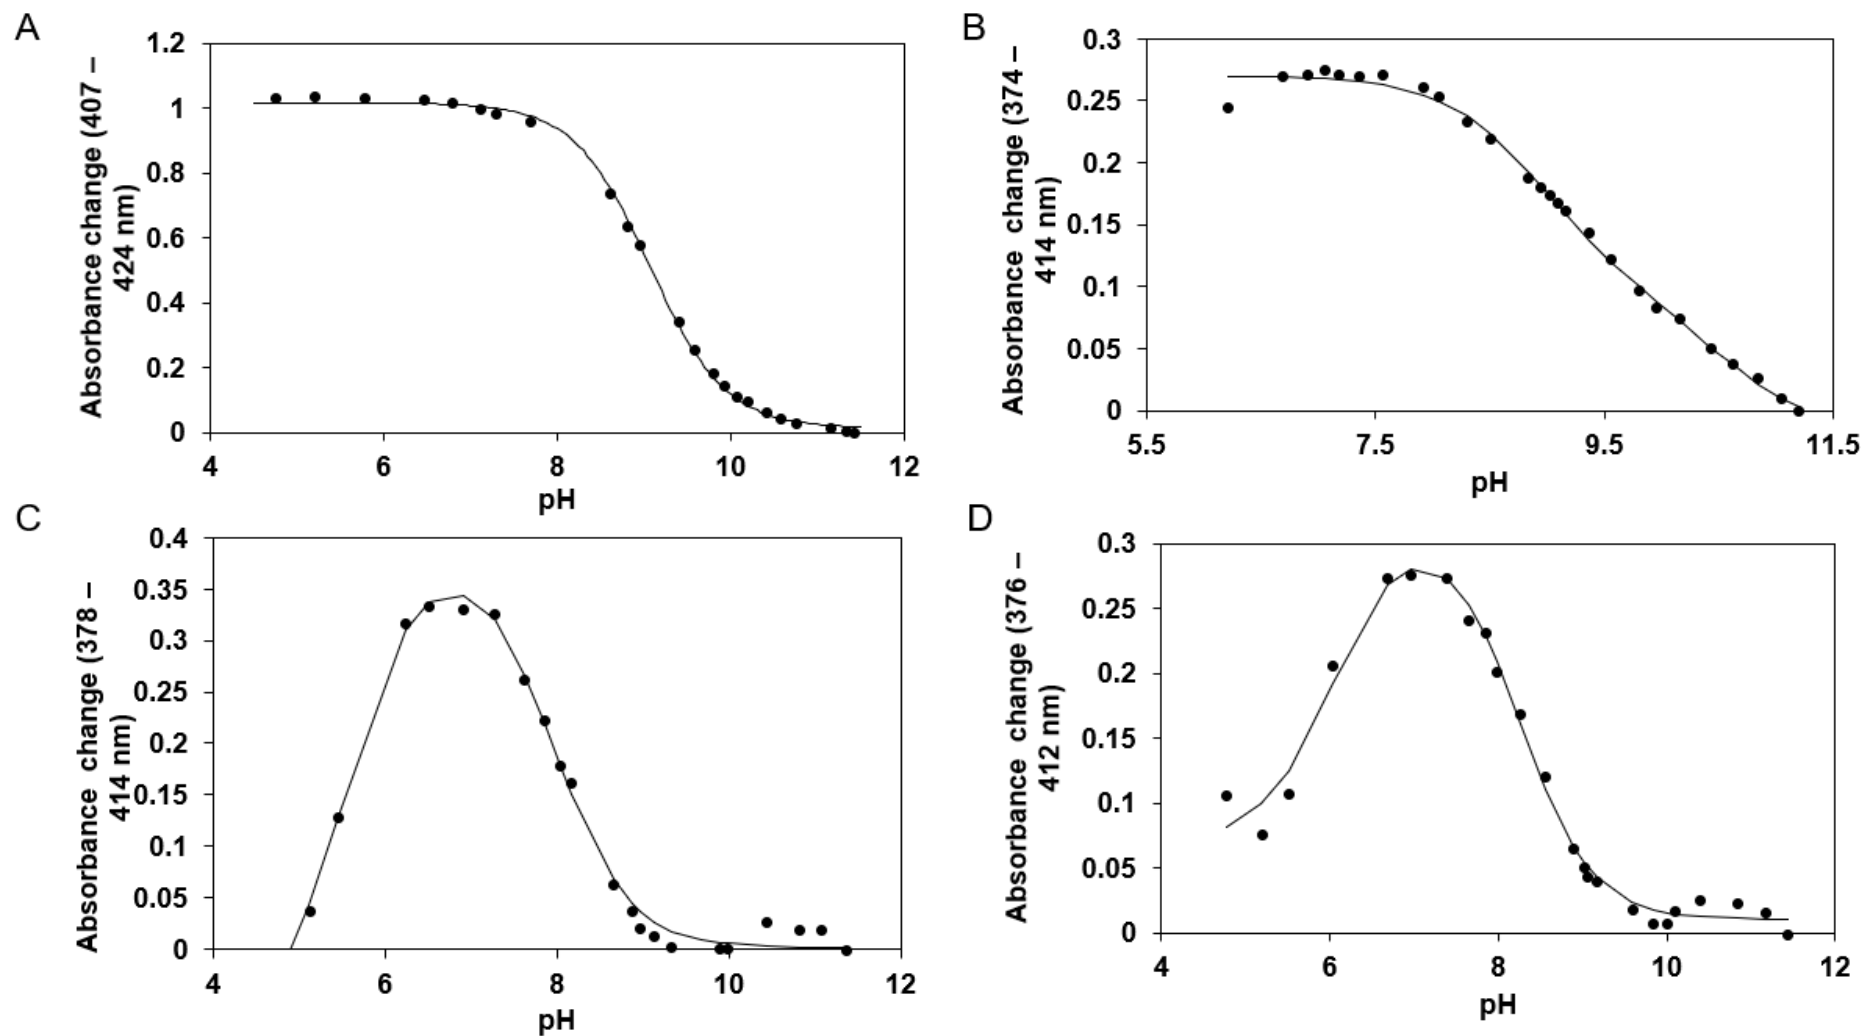 A
Absorbance change (407 –
424 nm)
1.2
1
0.8
0.6
0.4
0.2
0
4 6 8 10 12
pH
B
Absorbance change (374 –
414 nm)
0.3
0.25
0.2
0.15
0.1
0.05
0
5.5 7.5 9.5 11.5
pH
C
Absorbance change (378 –
414 nm)
0.4
0.35
0.3
0.25
0.2
0.15
0.1
0.05
0
4 6 8 10 12
pH
D
Absorbance change (376 –
412 nm)
0.3
0.25
0.2
0.15
0.1
0.05
0
4 6 8 10 12
pH